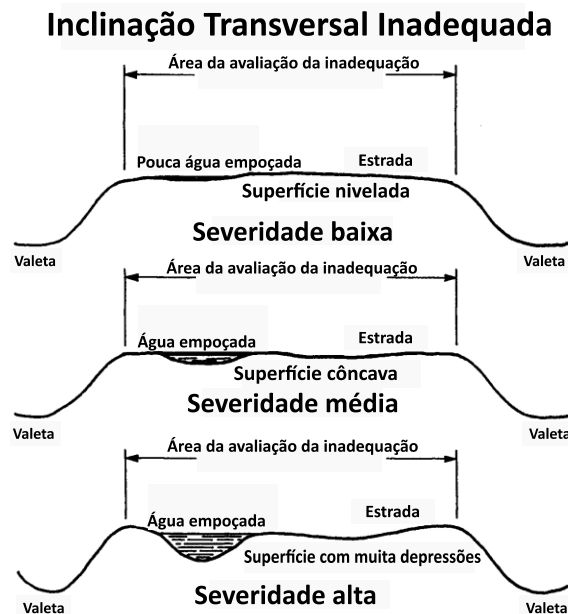 Inclinação Transversal Inadequada
Área da avaliação da inadequação
Pouca água empoçada
Estrada
Superfície nivelada
Severidade baixa
Valeta
Valeta
Área da avaliação da inadequação
Água empoçada
Estrada
Superfície côncava
Severidade média
Valeta
Valeta
Área da avaliação da inadequação
Água empoçada
Estrada
Superfície com muita depressões
Severidade alta
Valeta
Valeta